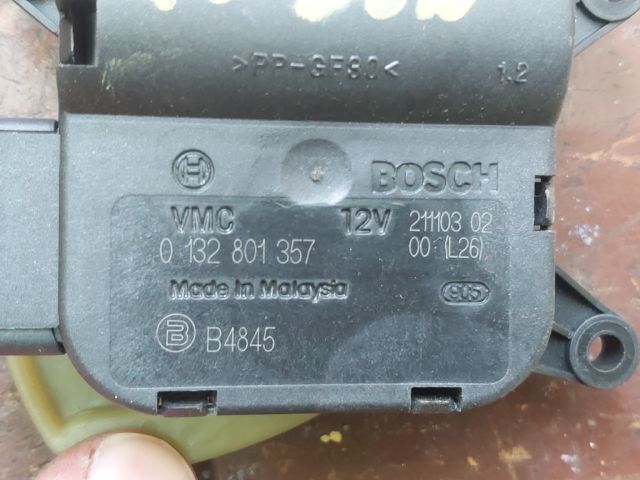 >PP-GF30<
1.2
BOSCH
VMC 12V 211103 02
0 132 801 357 00 (L26)
Made in Malaysia
B B4845